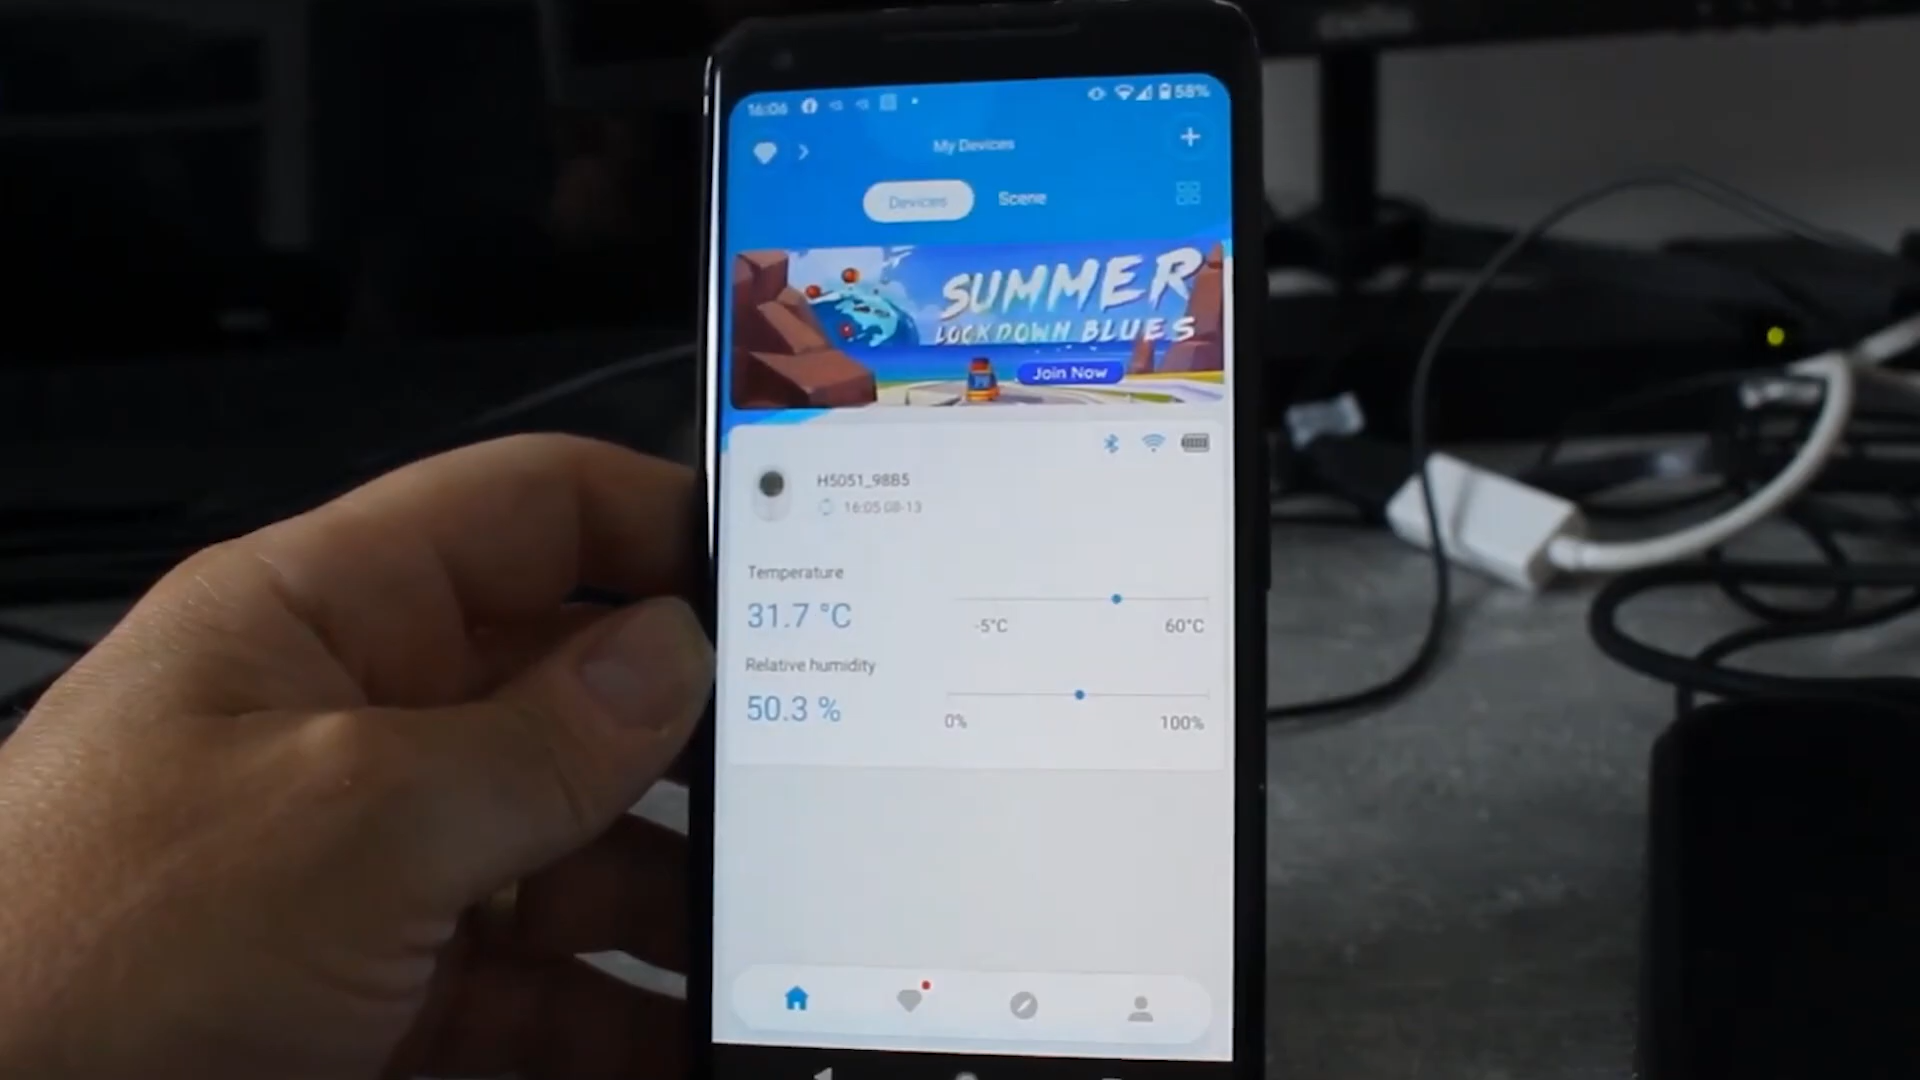 16:06 58%
My Devices
Devices Scene
SUMMER
LOCKDOWN BLUES
Join Now
H5051_98B5
16:05 08-13
Temperature
31.7 °C
-5°C 60°C
Relative humidity
50.3 %
0% 100%